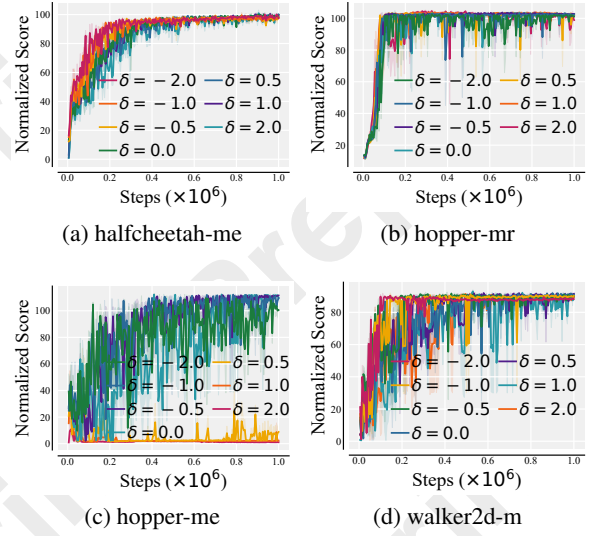 100
80
60
40
20
0
Normalized Score
δ = −2.0 δ = 0.5
δ = −1.0 δ = 1.0
δ = −0.5 δ = 2.0
δ = 0.0
0.0 0.2 0.4 0.6 0.8 1.0
Steps (×10⁶)
(a) halfcheetah-me
100
80
60
40
20
Normalized Score
δ = −2.0 δ = 0.5
δ = −1.0 δ = 1.0
δ = −0.5 δ = 2.0
δ = 0.0
0.0 0.2 0.4 0.6 0.8 1.0
Steps (×10⁶)
(b) hopper-mr
100
80
60
40
20
0
Normalized Score
δ = −2.0 δ = 0.5
δ = −1.0 δ = 1.0
δ = −0.5 δ = 2.0
δ = 0.0
0.0 0.2 0.4 0.6 0.8 1.0
Steps (×10⁶)
(c) hopper-me
80
60
40
20
0
Normalized Score
δ = −2.0 δ = 0.5
δ = −1.0 δ = 1.0
δ = −0.5 δ = 2.0
δ = 0.0
0.0 0.2 0.4 0.6 0.8 1.0
Steps (×10⁶)
(d) walker2d-m